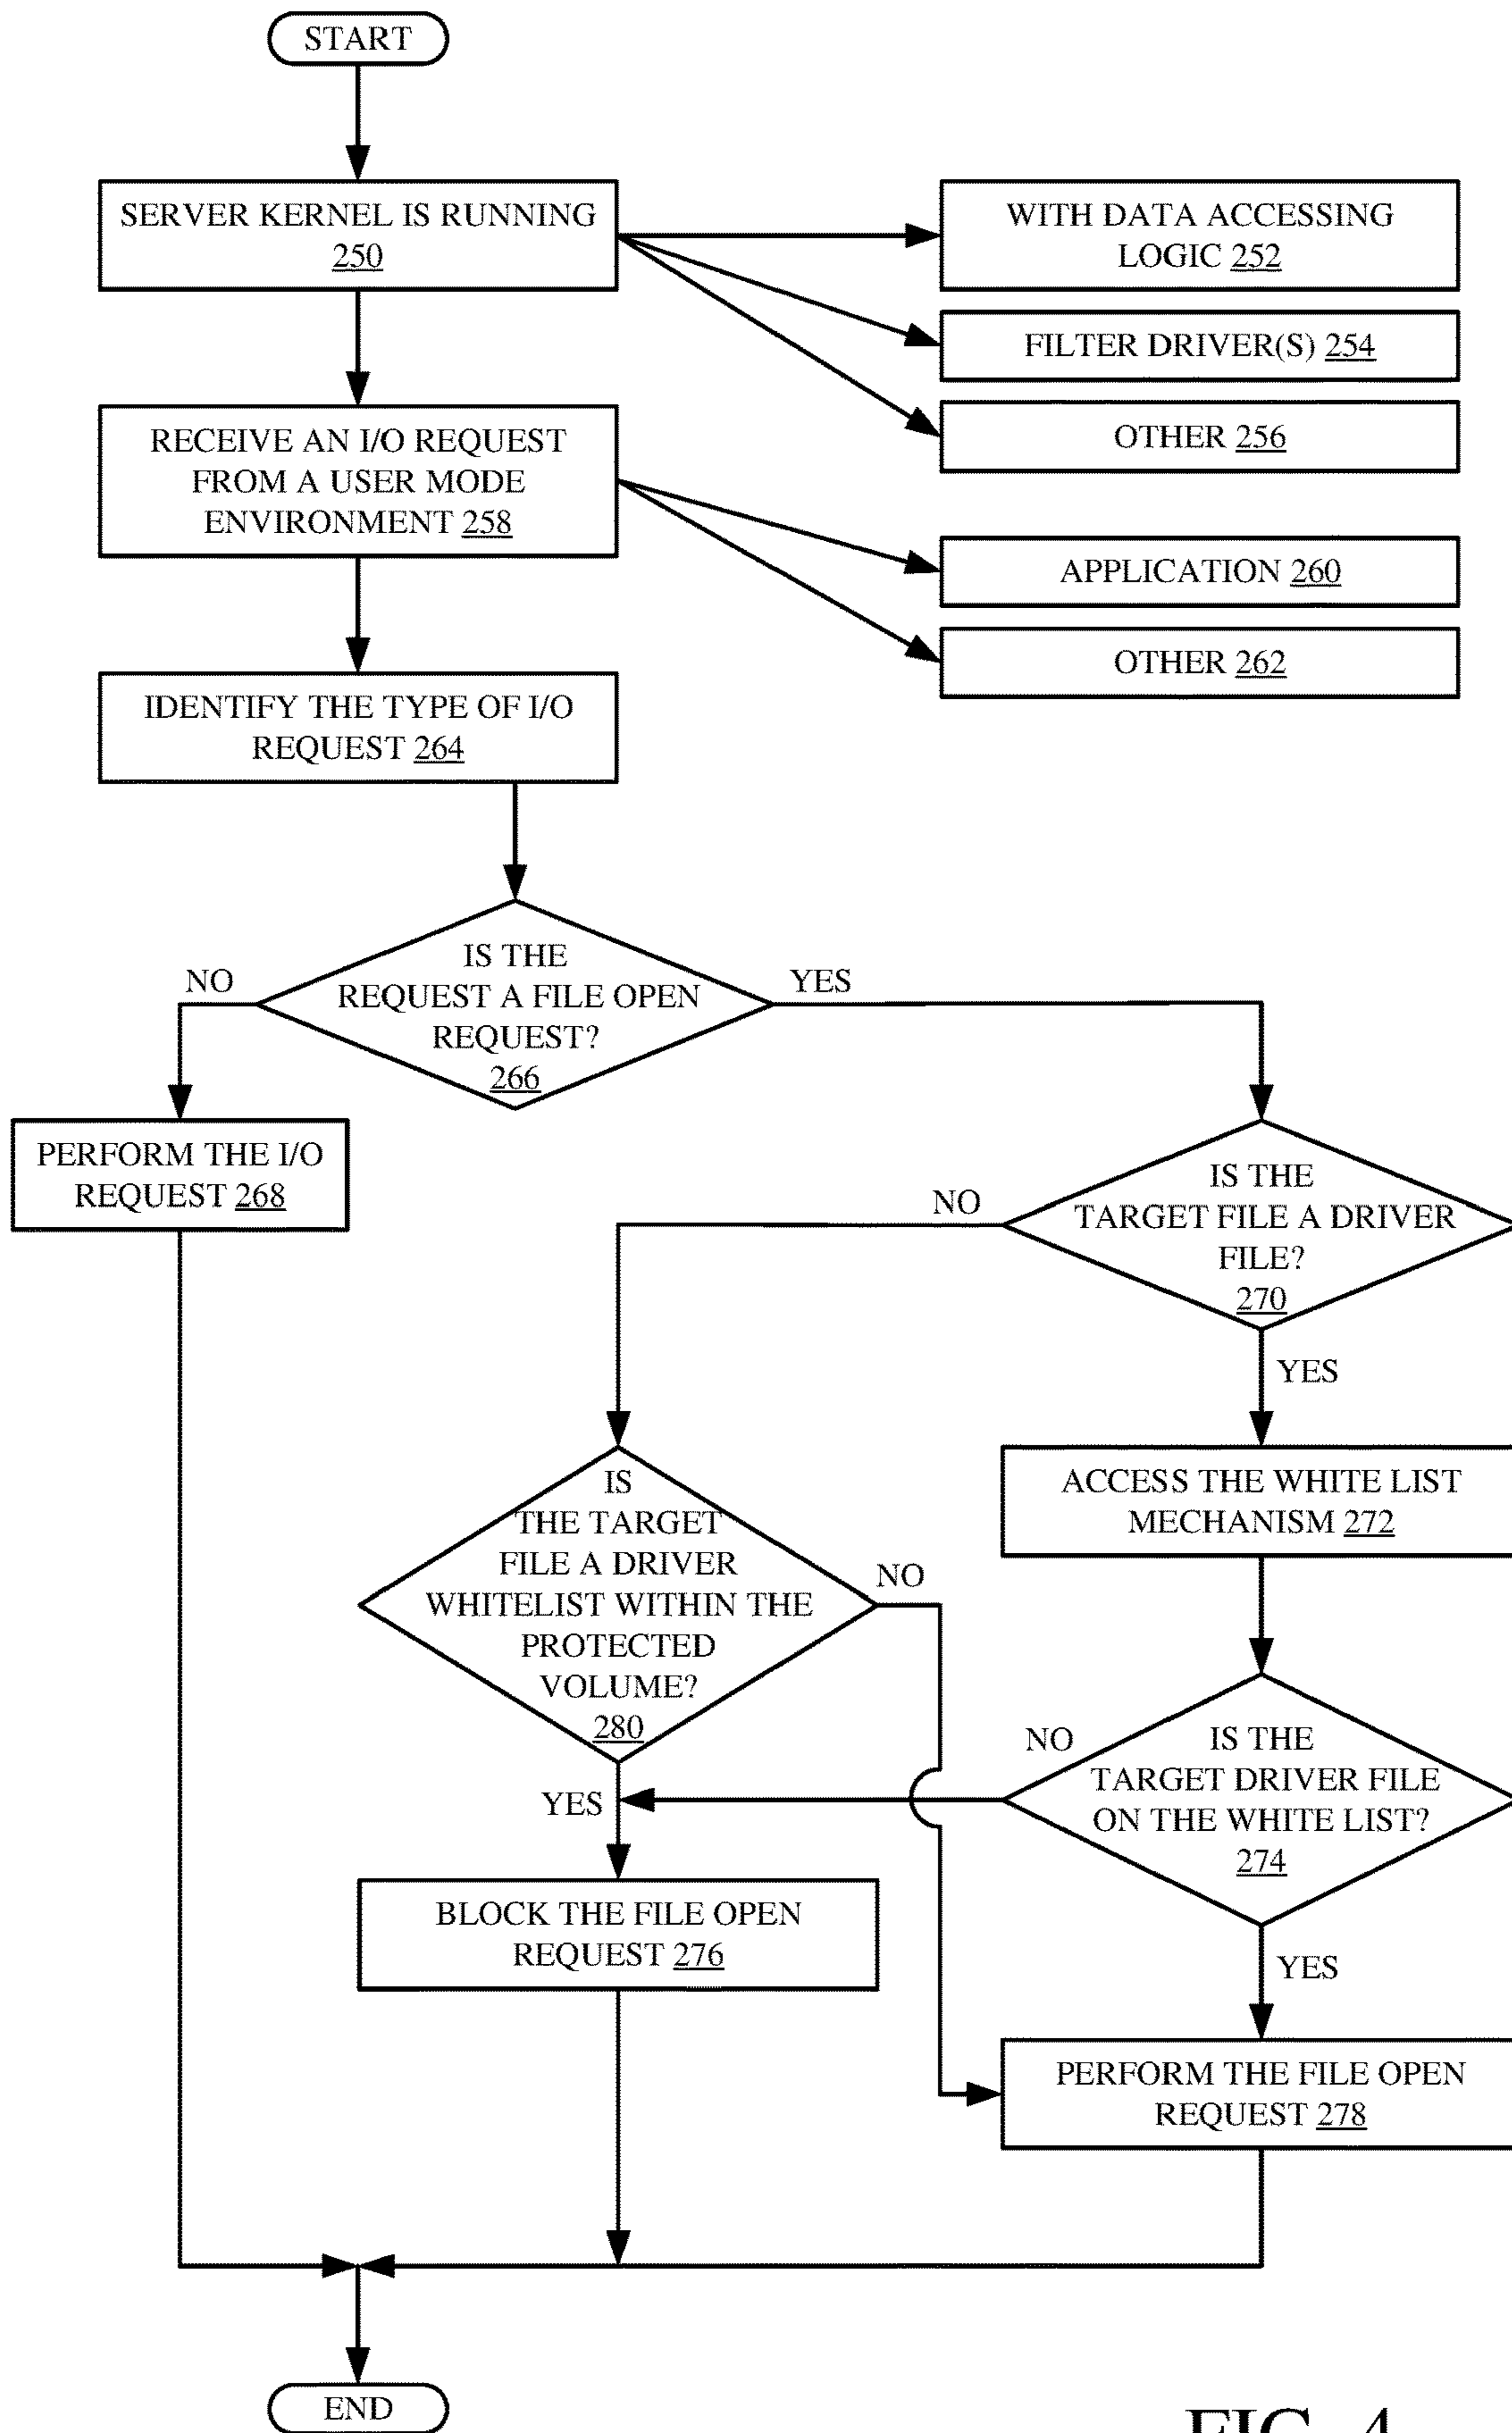 START
SERVER KERNEL IS RUNNING
250
WITH DATA ACCESSING
LOGIC 252
FILTER DRIVER(S) 254
OTHER 256
RECEIVE AN I/O REQUEST
FROM A USER MODE
ENVIRONMENT 258
APPLICATION 260
OTHER 262
IDENTIFY THE TYPE OF I/O
REQUEST 264
IS THE
REQUEST A FILE OPEN
REQUEST?
266
NO
YES
PERFORM THE I/O
REQUEST 268
IS THE
TARGET FILE A DRIVER
FILE?
270
NO
YES
ACCESS THE WHITE LIST
MECHANISM 272
IS
THE TARGET
FILE A DRIVER
WHITELIST WITHIN THE
PROTECTED
VOLUME?
280
NO
YES
IS THE
TARGET DRIVER FILE
ON THE WHITE LIST?
274
NO
YES
BLOCK THE FILE OPEN
REQUEST 276
PERFORM THE FILE OPEN
REQUEST 278
END
FIG. 4